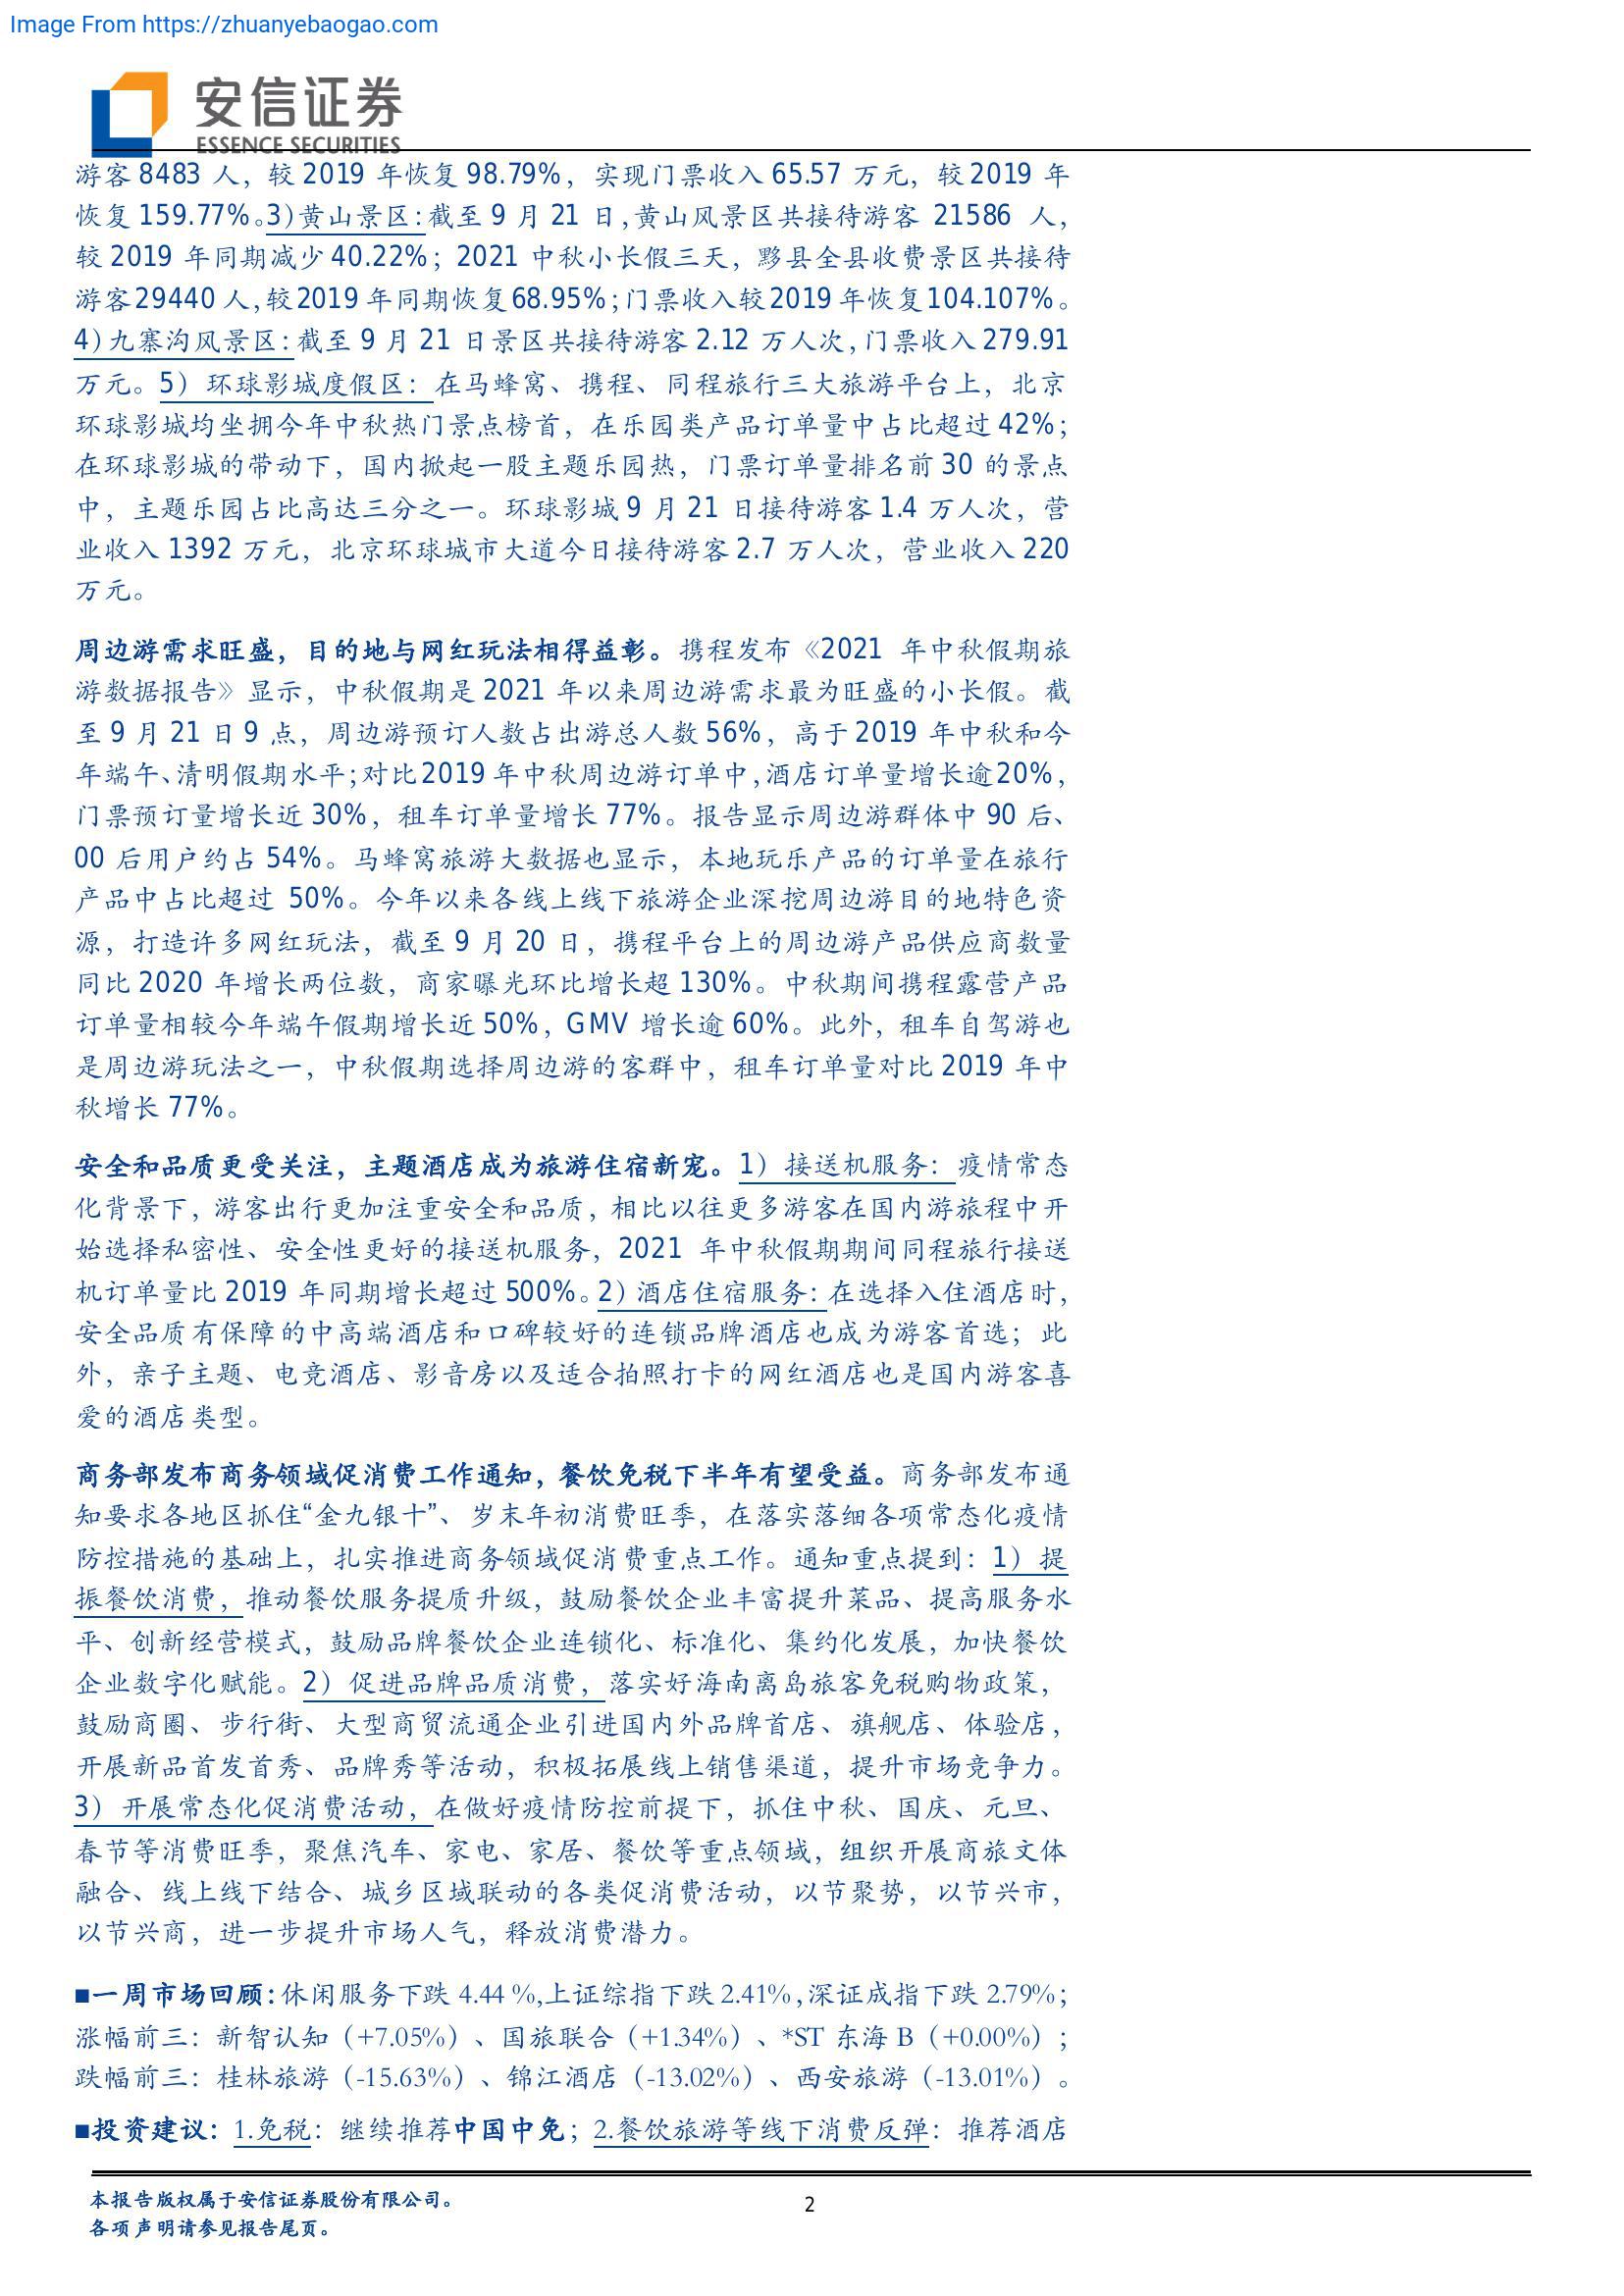 Image From https://zhuanyebaogao.com
安信证券
ESSENCE SECURITIES
游客 8483 人，较 2019 年恢复 98.79%，实现门票收入 65.57 万元，较 2019 年
恢复 159.77%。3)黄山景区:截至 9 月 21 日,黄山风景区共接待游客 21586 人,
较 2019 年同期减少 40.22%；2021 中秋小长假三天，黟县全县收费景区共接待
游客 29440 人,较 2019 年同期恢复 68.95%;门票收入较 2019 年恢复 104.107%。
4)九寨沟风景区:截至 9 月 21 日景区共接待游客 2.12 万人次,门票收入 279.91
万元。5）环球影城度假区：在马蜂窝、携程、同程旅行三大旅游平台上，北京
环球影城均坐拥今年中秋热门景点榜首，在乐园类产品订单量中占比超过 42%；
在环球影城的带动下，国内掀起一股主题乐园热，门票订单量排名前 30 的景点
中，主题乐园占比高达三分之一。环球影城 9 月 21 日接待游客 1.4 万人次，营
业收入 1392 万元，北京环球城市大道今日接待游客 2.7 万人次，营业收入 220
万元。
周边游需求旺盛，目的地与网红玩法相得益彰。携程发布《2021 年中秋假期旅
游数据报告》显示，中秋假期是 2021 年以来周边游需求最为旺盛的小长假。截
至 9 月 21 日 9 点，周边游预订人数占出游总人数 56%，高于 2019 年中秋和今
年端午、清明假期水平;对比 2019 年中秋周边游订单中,酒店订单量增长逾 20%,
门票预订量增长近 30%，租车订单量增长 77%。报告显示周边游群体中 90 后、
00 后用户约占 54%。马蜂窝旅游大数据也显示，本地玩乐产品的订单量在旅行
产品中占比超过 50%。今年以来各线上线下旅游企业深挖周边游目的地特色资
源，打造许多网红玩法，截至 9 月 20 日，携程平台上的周边游产品供应商数量
同比 2020 年增长两位数，商家曝光环比增长超 130%。中秋期间携程露营产品
订单量相较今年端午假期增长近 50%，GMV 增长逾 60%。此外，租车自驾游也
是周边游玩法之一，中秋假期选择周边游的客群中，租车订单量对比 2019 年中
秋增长 77%。
安全和品质更受关注，主题酒店成为旅游住宿新宠。1）接送机服务：疫情常态
化背景下，游客出行更加注重安全和品质，相比以往更多游客在国内游旅程中开
始选择私密性、安全性更好的接送机服务，2021 年中秋假期期间同程旅行接送
机订单量比 2019 年同期增长超过 500%。2)酒店住宿服务:在选择入住酒店时,
安全品质有保障的中高端酒店和口碑较好的连锁品牌酒店也成为游客首选；此
外，亲子主题、电竞酒店、影音房以及适合拍照打卡的网红酒店也是国内游客喜
爱的酒店类型。
商务部发布商务领域促消费工作通知，餐饮免税下半年有望受益。商务部发布通
知要求各地区抓住“金九银十”、岁末年初消费旺季，在落实落细各项常态化疫情
防控措施的基础上，扎实推进商务领域促消费重点工作。通知重点提到：1）提
振餐饮消费，推动餐饮服务提质升级，鼓励餐饮企业丰富提升菜品、提高服务水
平、创新经营模式，鼓励品牌餐饮企业连锁化、标准化、集约化发展，加快餐饮
企业数字化赋能。2）促进品牌品质消费，落实好海南离岛旅客免税购物政策，
鼓励商圈、步行街、大型商贸流通企业引进国内外品牌首店、旗舰店、体验店，
开展新品首发首秀、品牌秀等活动，积极拓展线上销售渠道，提升市场竞争力。
3）开展常态化促消费活动，在做好疫情防控前提下，抓住中秋、国庆、元旦、
春节等消费旺季，聚焦汽车、家电、家居、餐饮等重点领域，组织开展商旅文体
融合、线上线下结合、城乡区域联动的各类促消费活动，以节聚势，以节兴市，
以节兴商，进一步提升市场人气，释放消费潜力。
■一周市场回顾:休闲服务下跌 4.44 %,上证综指下跌 2.41%,深证成指下跌 2.79%；
涨幅前三：新智认知（+7.05%）、国旅联合（+1.34%）、*ST 东海 B（+0.00%）；
跌幅前三：桂林旅游（-15.63%）、锦江酒店（-13.02%）、西安旅游（-13.01%）。
■投资建议：1.免税：继续推荐中国中免；2.餐饮旅游等线下消费反弹：推荐酒店
本报告版权属于安信证券股份有限公司。
2
各项声明请参见报告尾页。